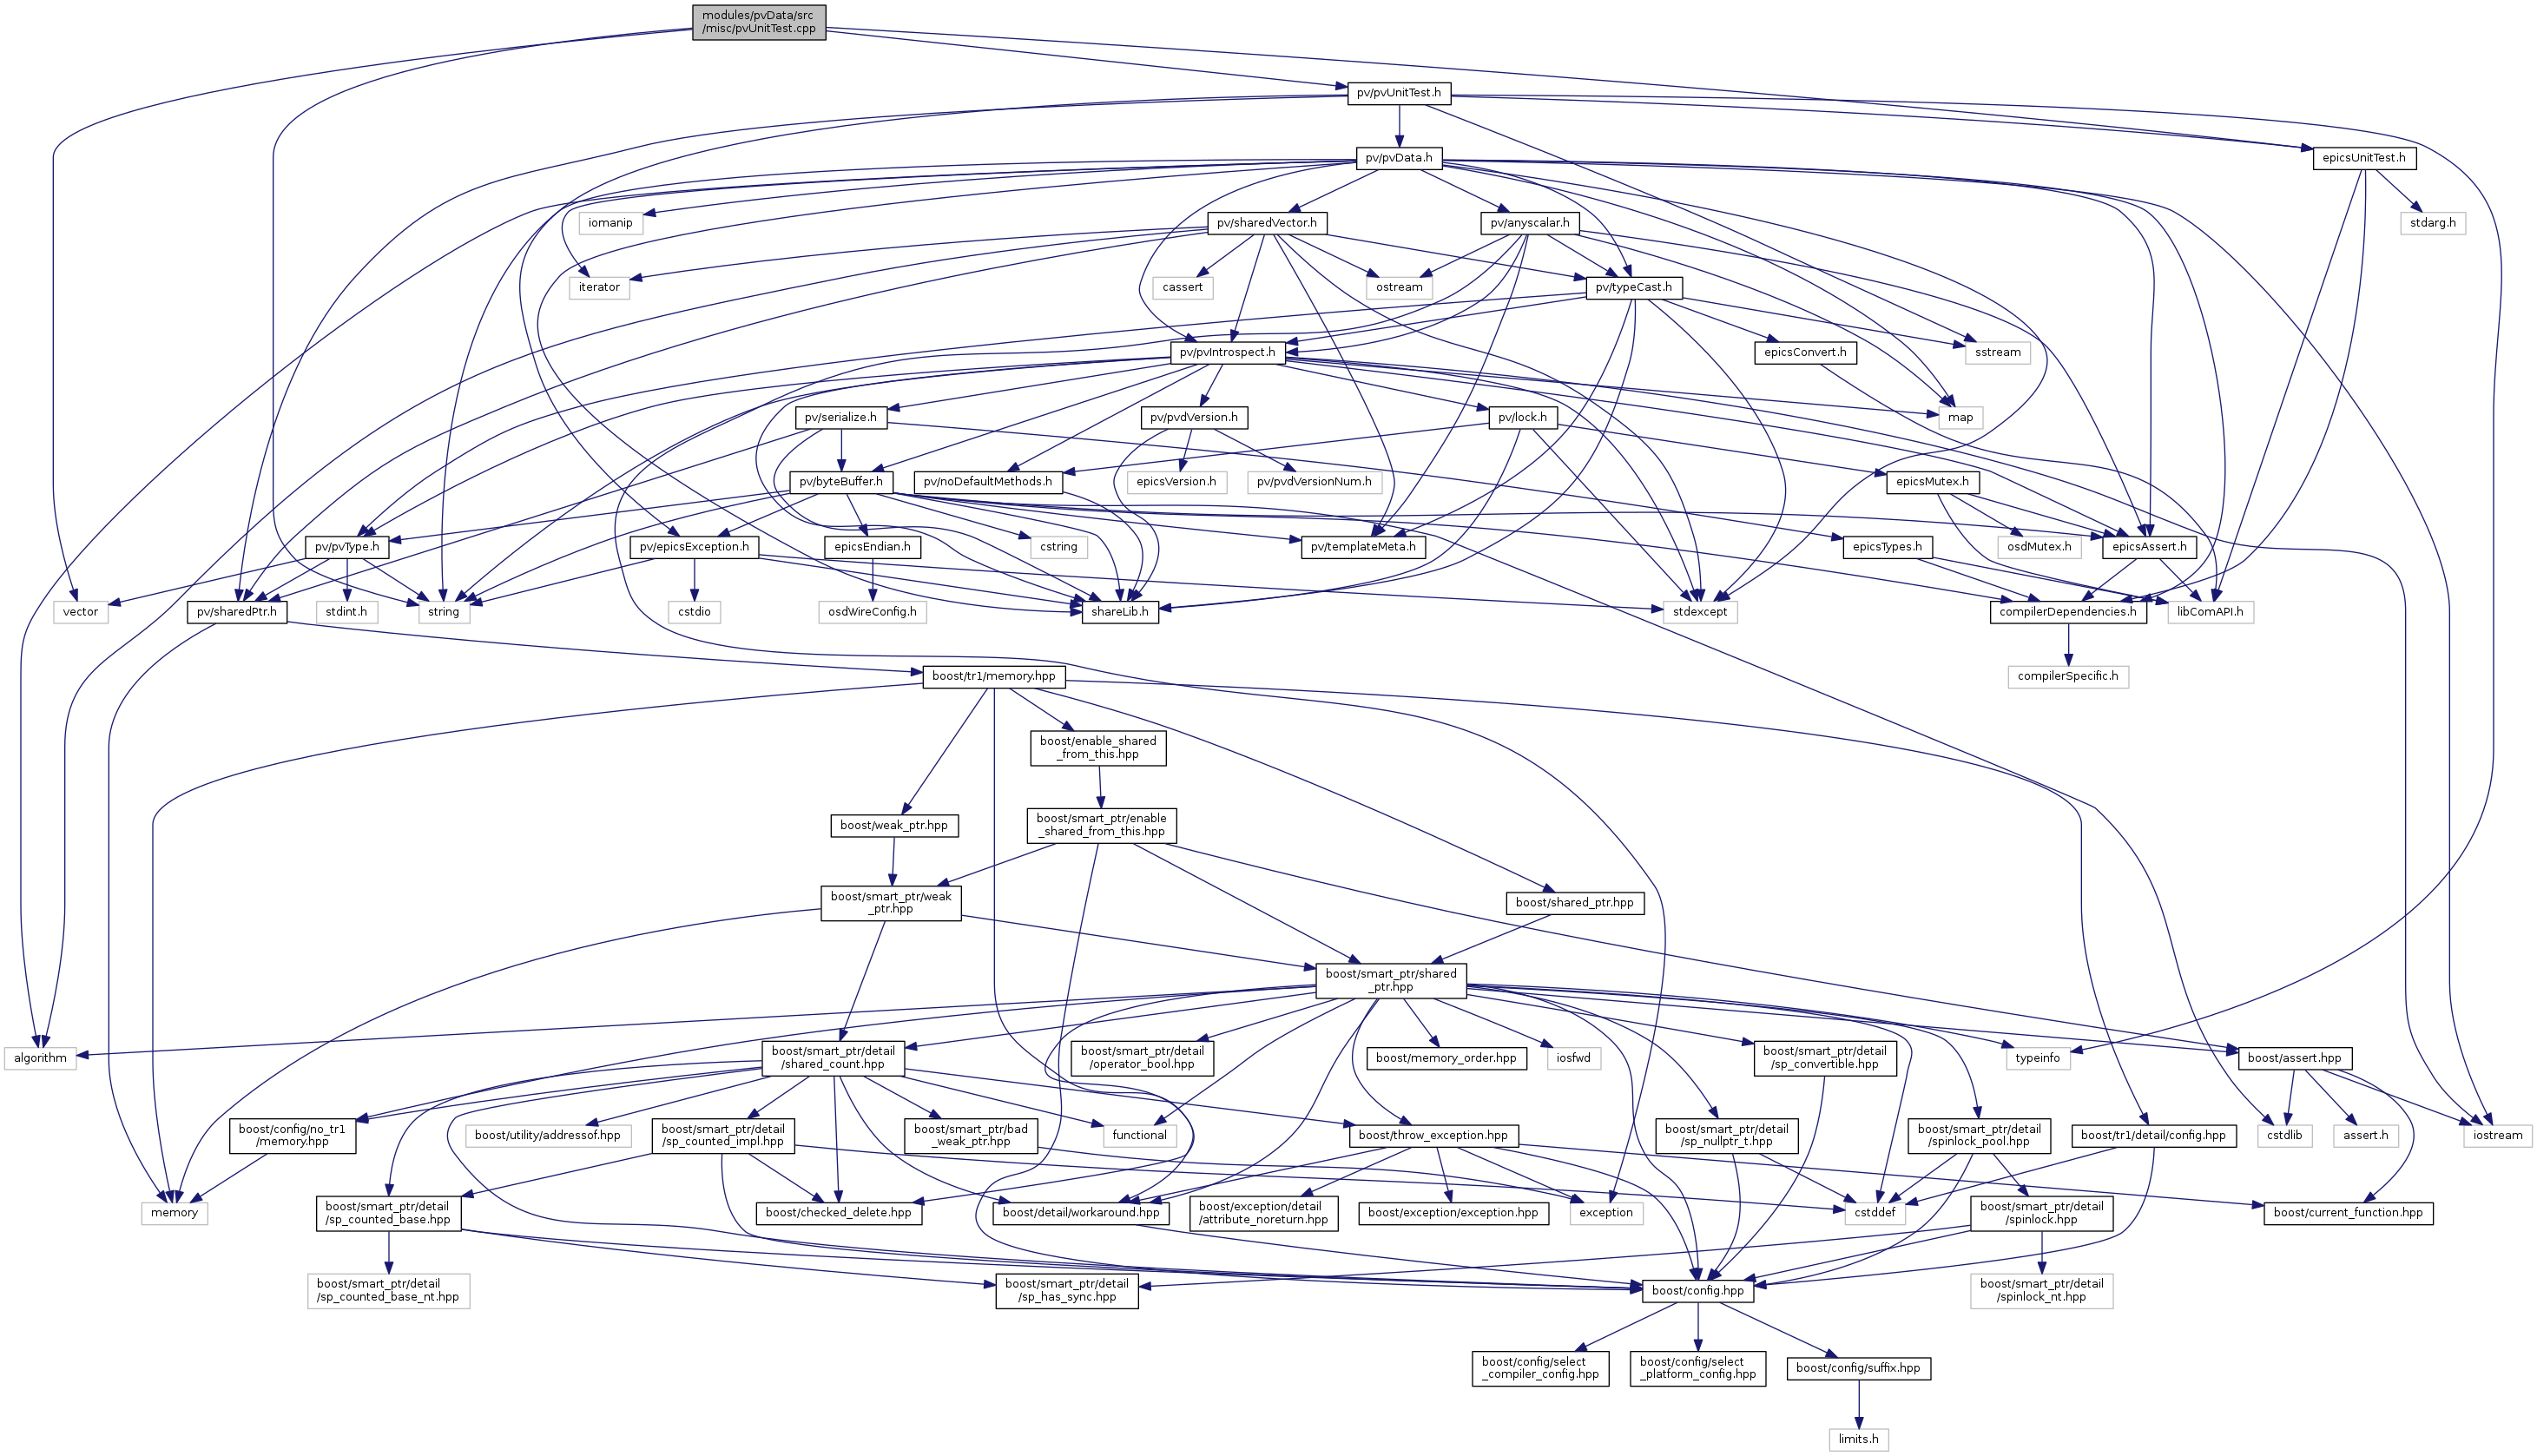 modules/pvData/src
/misc/pvUnitTest.cpp
pv/pvUnitTest.h
pv/pvData.h
epicsUnitTest.h
iomanip
pv/sharedVector.h
pv/anyscalar.h
stdarg.h
iterator
cassert
ostream
pv/typeCast.h
pv/pvIntrospect.h
epicsConvert.h
sstream
pv/serialize.h
pv/pvdVersion.h
pv/lock.h
map
pv/byteBuffer.h
pv/noDefaultMethods.h
epicsVersion.h
pv/pvdVersionNum.h
epicsMutex.h
pv/pvType.h
pv/epicsException.h
epicsEndian.h
cstring
pv/templateMeta.h
epicsTypes.h
osdMutex.h
epicsAssert.h
vector
pv/sharedPtr.h
stdint.h
string
cstdio
osdWireConfig.h
shareLib.h
stdexcept
compilerDependencies.h
libComAPI.h
boost/tr1/memory.hpp
compilerSpecific.h
boost/enable_shared
_from_this.hpp
boost/weak_ptr.hpp
boost/smart_ptr/enable
_shared_from_this.hpp
boost/smart_ptr/weak
_ptr.hpp
boost/shared_ptr.hpp
boost/smart_ptr/shared
_ptr.hpp
algorithm
boost/smart_ptr/detail
/shared_count.hpp
boost/smart_ptr/detail
/operator_bool.hpp
boost/memory_order.hpp
iosfwd
boost/smart_ptr/detail
/sp_convertible.hpp
typeinfo
boost/assert.hpp
boost/config/no_tr1
/memory.hpp
boost/utility/addressof.hpp
boost/smart_ptr/detail
/sp_counted_impl.hpp
boost/smart_ptr/bad
_weak_ptr.hpp
functional
boost/throw_exception.hpp
boost/smart_ptr/detail
/sp_nullptr_t.hpp
boost/smart_ptr/detail
/spinlock_pool.hpp
boost/tr1/detail/config.hpp
cstdlib
assert.h
iostream
memory
boost/smart_ptr/detail
/sp_counted_base.hpp
boost/checked_delete.hpp
boost/detail/workaround.hpp
boost/exception/detail
/attribute_noreturn.hpp
boost/exception/exception.hpp
exception
cstddef
boost/smart_ptr/detail
/spinlock.hpp
boost/current_function.hpp
boost/smart_ptr/detail
/sp_counted_base_nt.hpp
boost/smart_ptr/detail
/sp_has_sync.hpp
boost/config.hpp
boost/smart_ptr/detail
/spinlock_nt.hpp
boost/config/select
_compiler_config.hpp
boost/config/select
_platform_config.hpp
boost/config/suffix.hpp
limits.h